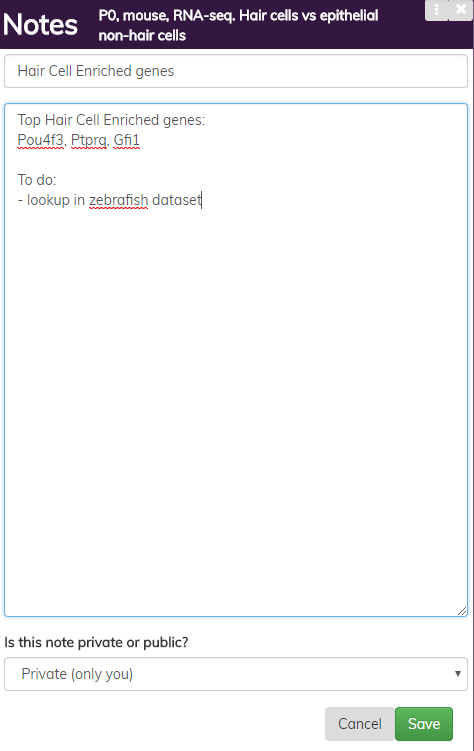 Notes
P0, mouse, RNA-seq. Hair cells vs epithelial
non-hair cells
Hair Cell Enriched genes
Top Hair Cell Enriched genes:
Pou4f3, Ptprq, Gfi1
To do:
- lookup in zebrafish dataset
Is this note private or public?
Private (only you)
Cancel
Save